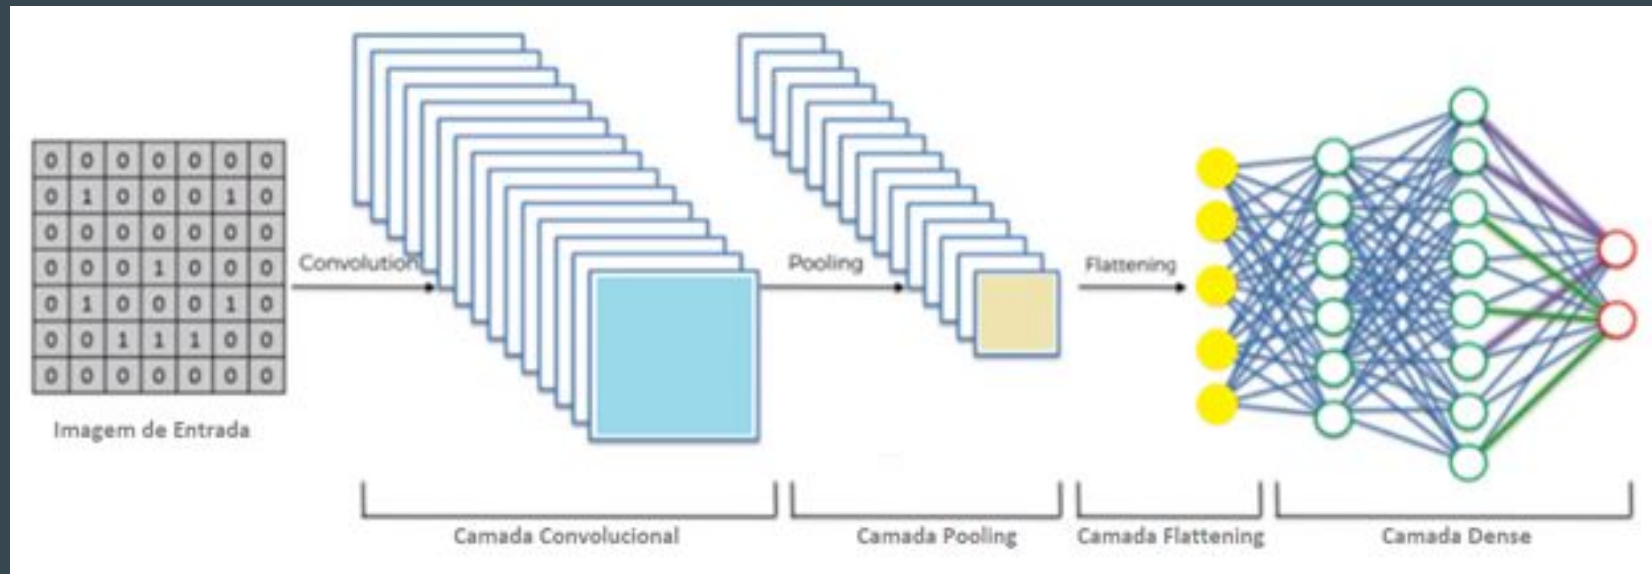 0 0 0 0 0 0 0
0 1 0 0 0 1 0
0 0 0 0 0 0 0
0 0 0 1 0 0 0
0 1 0 0 0 1 0
0 0 1 1 1 0 0
0 0 0 0 0 0 0
Imagem de Entrada
Convolution
Pooling
Flattening
Camada Convolucional
Camada Pooling
Camada Flattening
Camada Dense